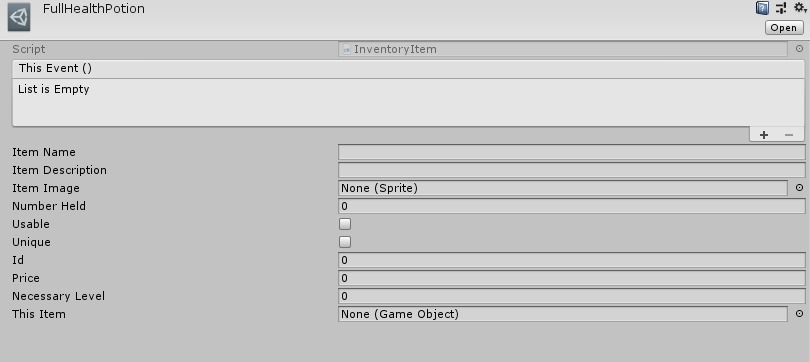 FullHealthPotion
Open
Script InventoryItem
This Event ()
List is Empty
Item Name
Item Description
Item Image None (Sprite)
Number Held 0
Usable
Unique
Id 0
Price 0
Necessary Level 0
This Item None (Game Object)